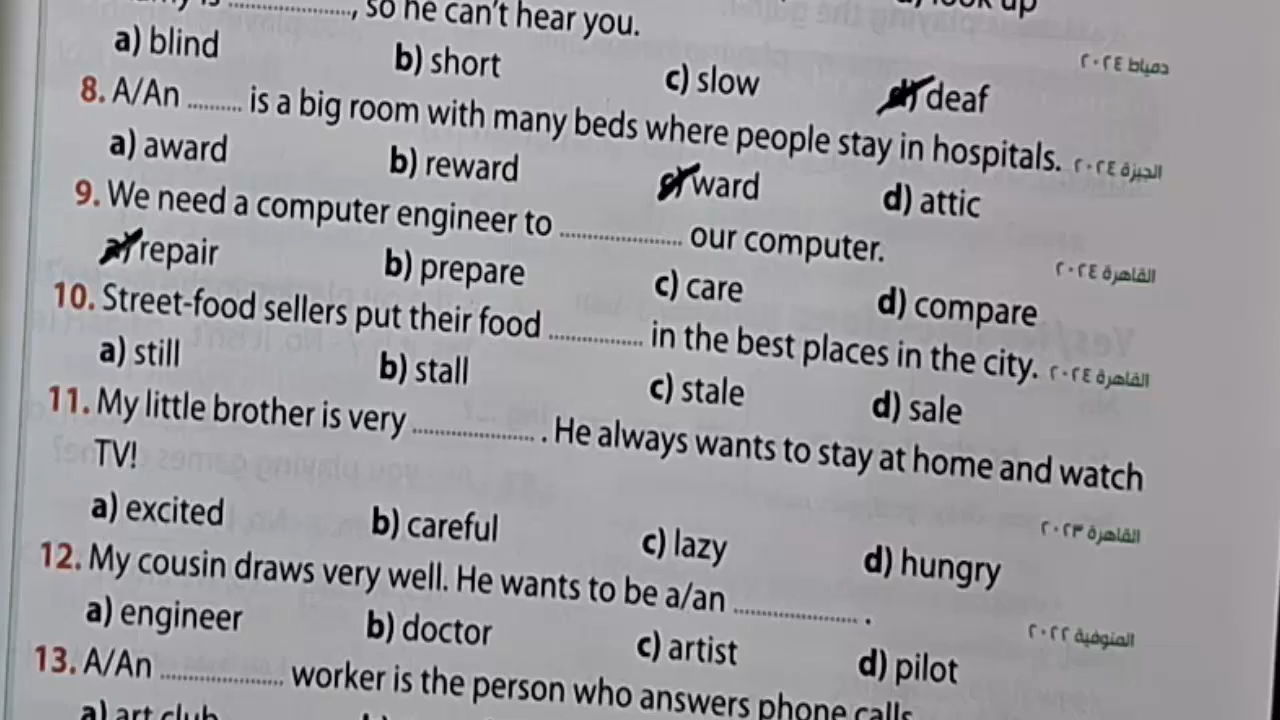 is ..............., so he can't hear you.
look up
a) blind b) short c) slow d) deaf
دمياط ٢٠٢٤
8. A/An ......... is a big room with many beds where people stay in hospitals. الجيزة ٢٠٢٤
a) award b) reward c) ward d) attic
9. We need a computer engineer to ............... our computer.
القاهرة ٢٠٢٤
a) repair b) prepare c) care d) compare
10. Street-food sellers put their food ............... in the best places in the city. القاهرة ٢٠٢٤
a) still b) stall c) stale d) sale
11. My little brother is very ............... . He always wants to stay at home and watch
TV!
القاهرة ٢٠٢٣
a) excited b) careful c) lazy d) hungry
12. My cousin draws very well. He wants to be a/an ............... .
المنوفية ٢٠٢٢
a) engineer b) doctor c) artist d) pilot
13. A/An ............... worker is the person who answers phone calls
a) art club